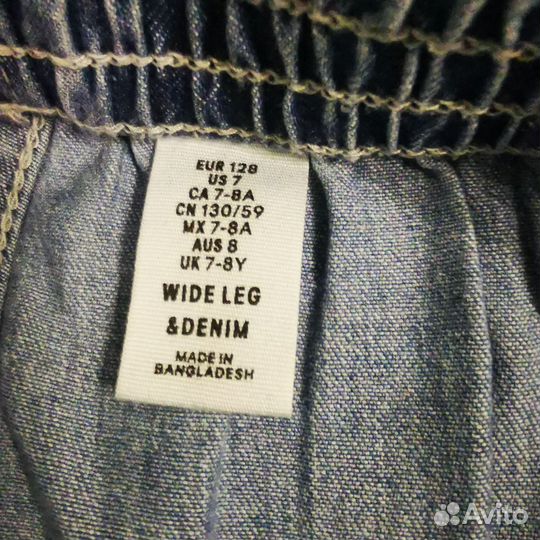 EUR 128
US 7
CA 7-8A
CN 130/59
MX 7-8A
AUS 8
UK 7-8Y
WIDE LEG
&DENIM
MADE IN
BANGLADESH
Avito